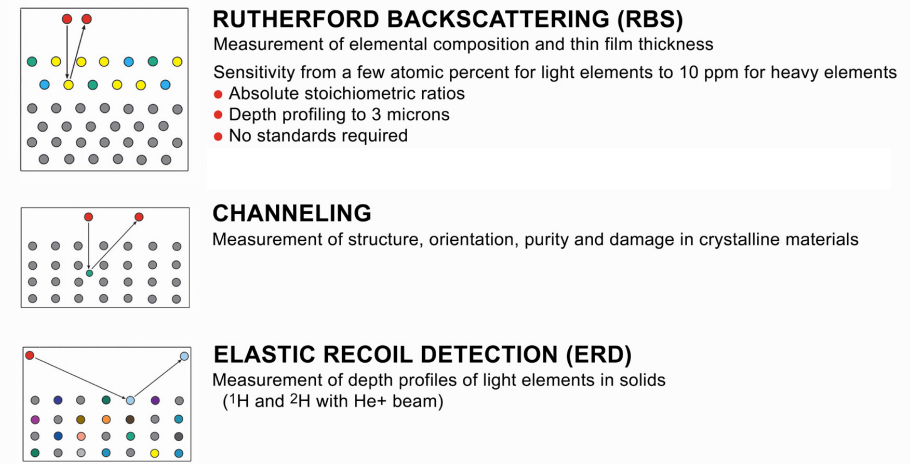 RUTHERFORD BACKSCATTERING (RBS)
Measurement of elemental composition and thin film thickness
Sensitivity from a few atomic percent for light elements to 10 ppm for heavy elements
● Absolute stoichiometric ratios
● Depth profiling to 3 microns
● No standards required
CHANNELING
Measurement of structure, orientation, purity and damage in crystalline materials
ELASTIC RECOIL DETECTION (ERD)
Measurement of depth profiles of light elements in solids
(¹H and ²H with He+ beam)